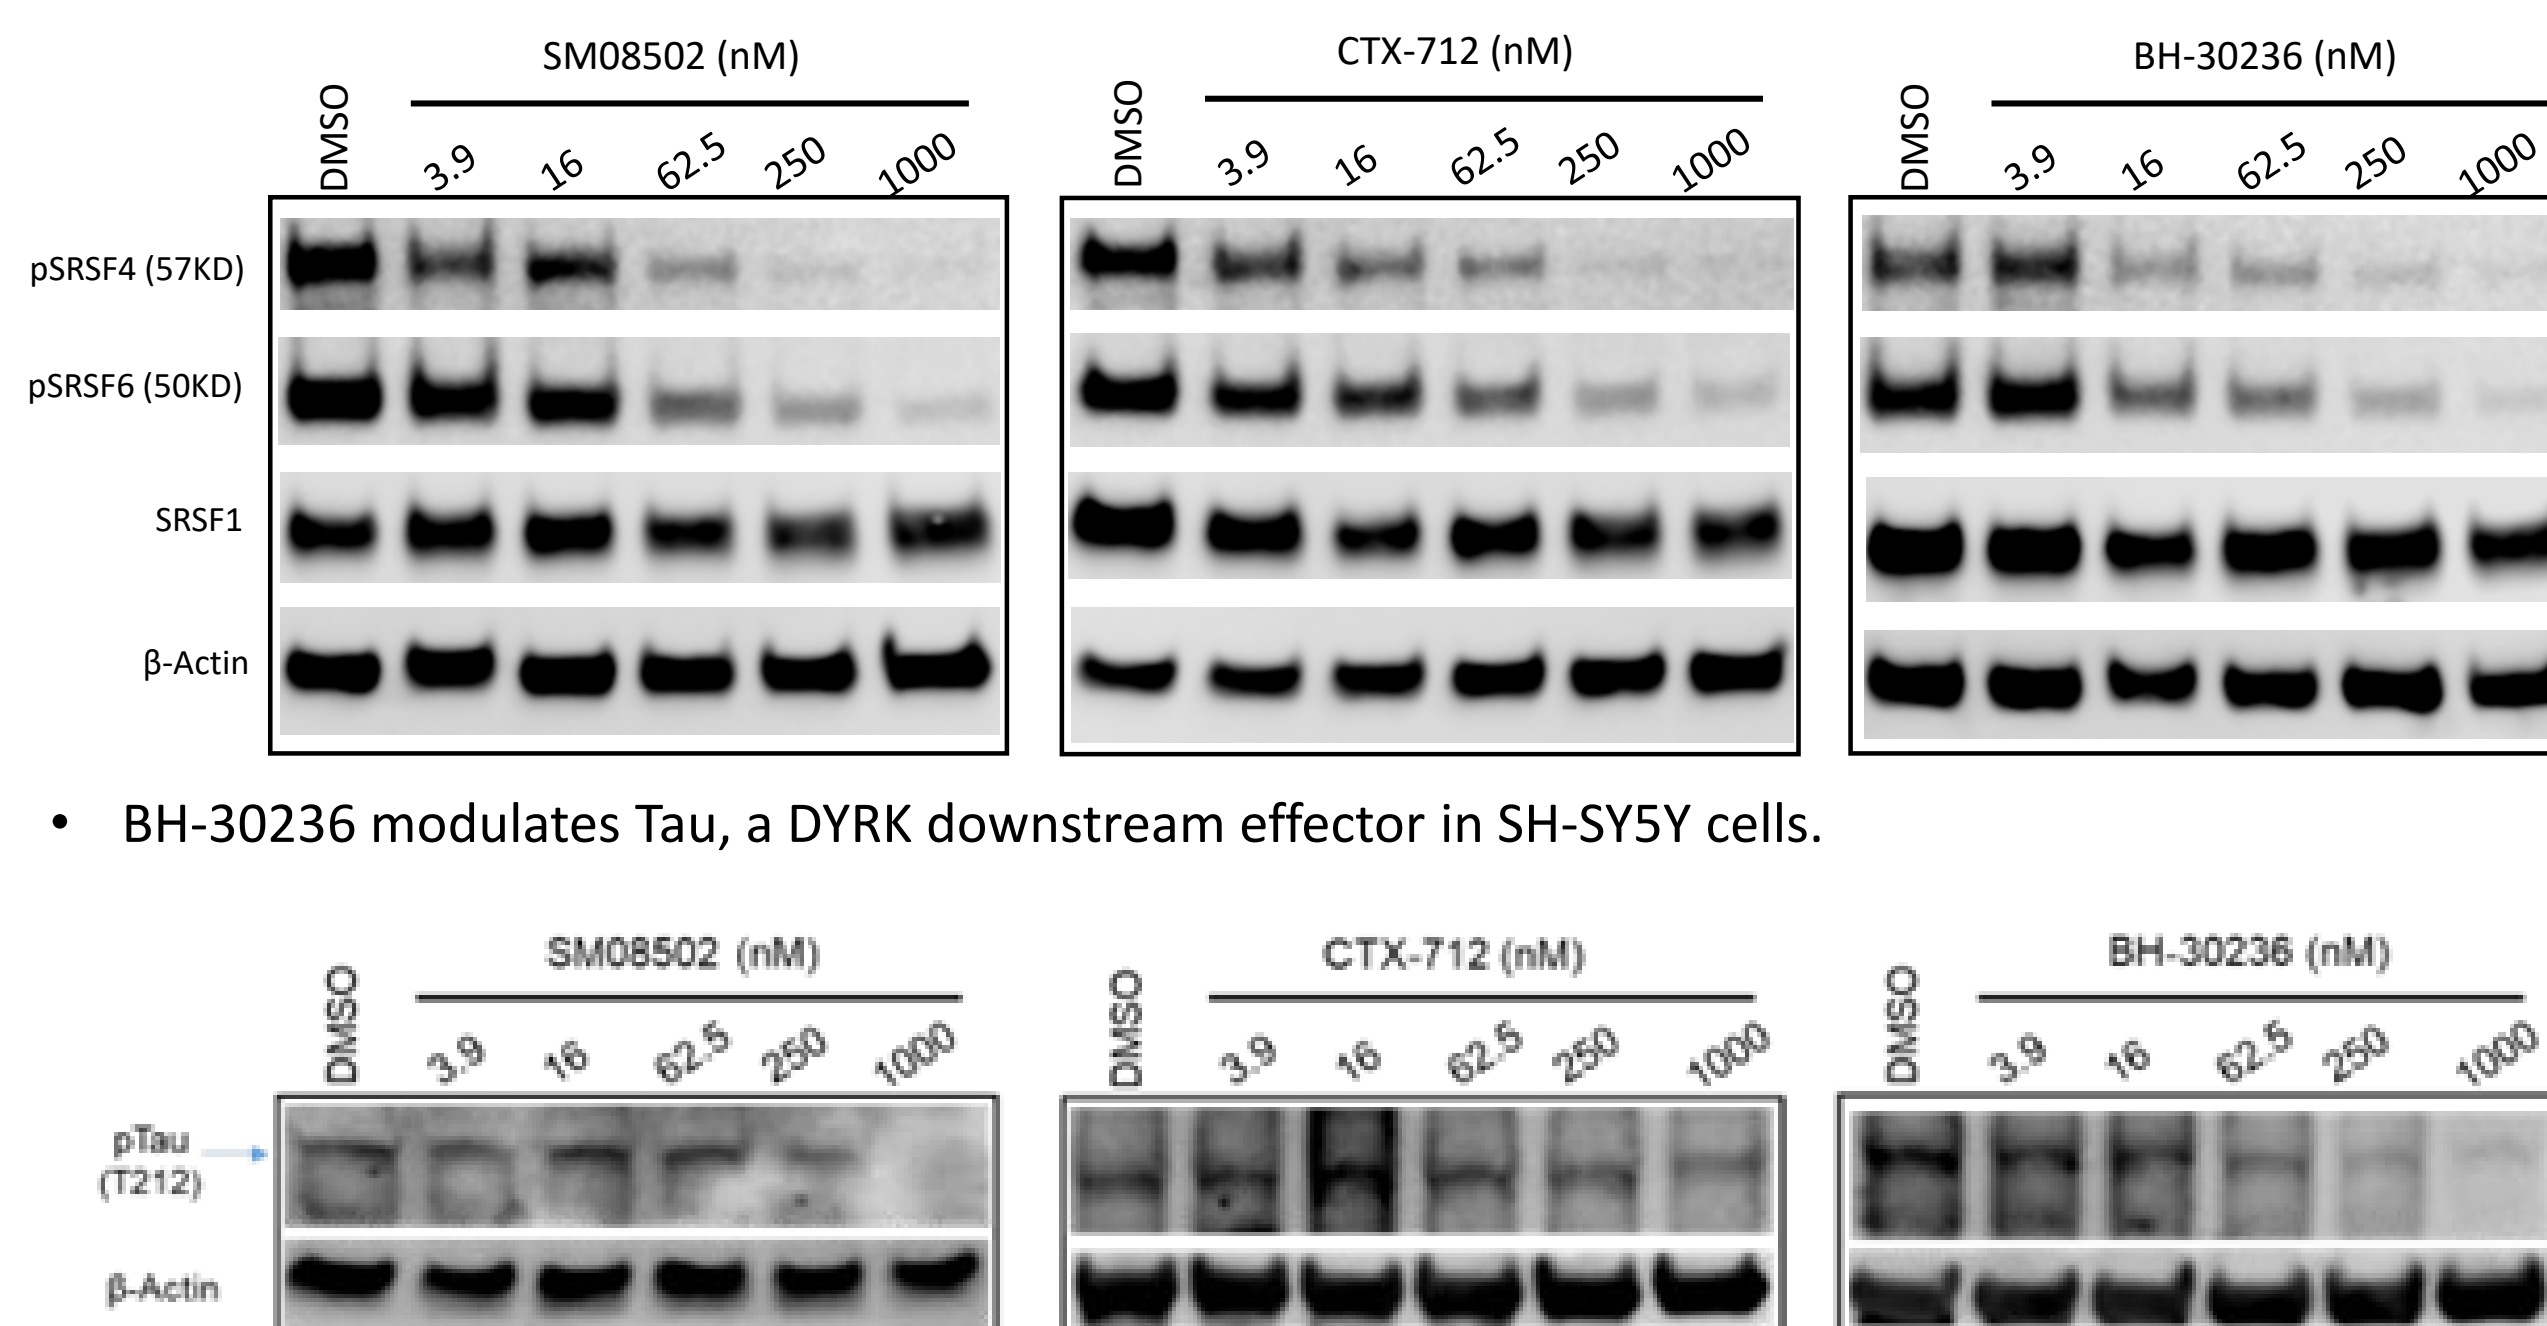 SM08502 (nM)
CTX-712 (nM)
BH-30236 (nM)
DMSO 3.9 16 62.5 250 1000
DMSO 3.9 16 62.5 250 1000
DMSO 3.9 16 62.5 250 1000
pSRSF4 (57KD)
pSRSF6 (50KD)
SRSF1
β-Actin
• BH-30236 modulates Tau, a DYRK downstream effector in SH-SY5Y cells.
SM08502 (nM)
CTX-712 (nM)
BH-30236 (nM)
DMSO 3.9 16 62.5 250 1000
DMSO 3.9 16 62.5 250 1000
DMSO 3.9 16 62.5 250 1000
pTau
(T212)
β-Actin